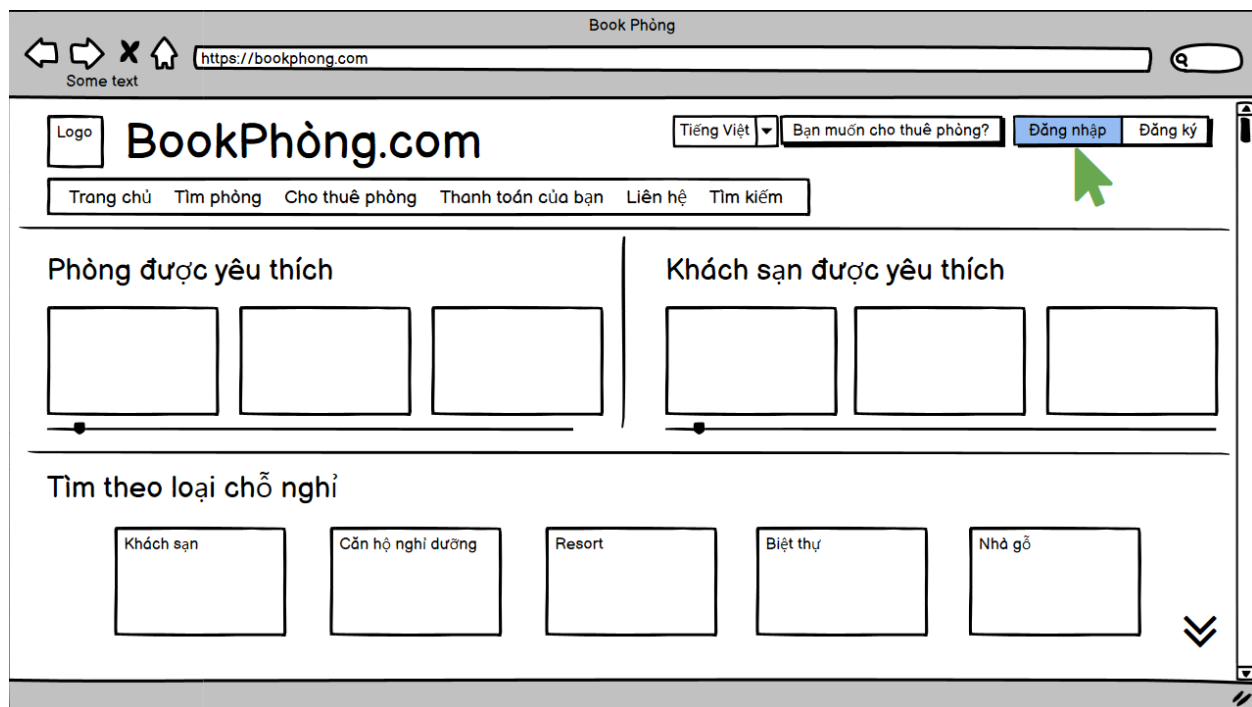 Book Phòng
https://bookphong.com
Some text
Logo
BookPhòng.com
Tiếng Việt
Bạn muốn cho thuê phòng?
Đăng nhập
Đăng ký
Trang chủ Tìm phòng Cho thuê phòng Thanh toán của bạn Liên hệ Tìm kiếm
Phòng được yêu thích
Khách sạn được yêu thích
Tìm theo loại chỗ nghỉ
Khách sạn
Căn hộ nghỉ dưỡng
Resort
Biệt thự
Nhà gỗ